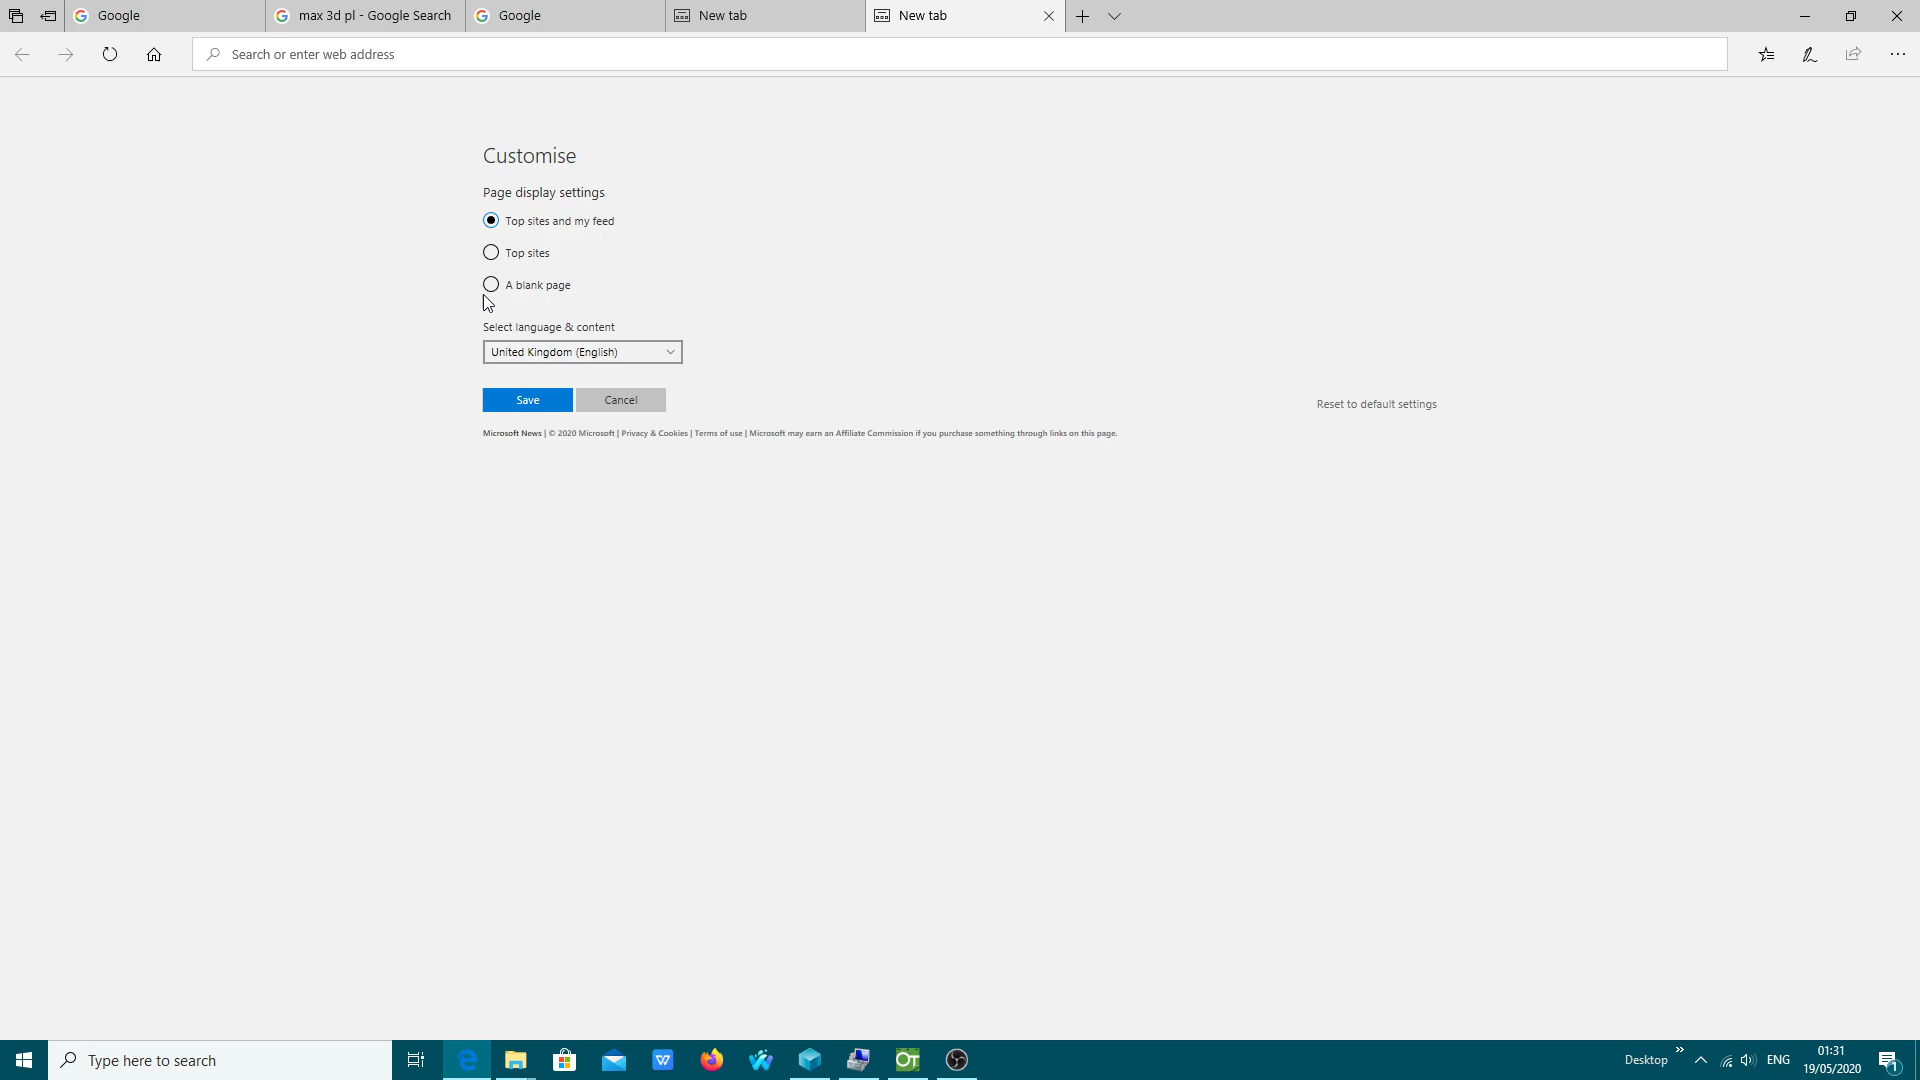 Google
max 3d pl - Google Search
Google
New tab
New tab
Search or enter web address
Customise
Page display settings
Top sites and my feed
Top sites
A blank page
Select language & content
United Kingdom (English)
Save
Cancel
Reset to default settings
Microsoft News | © 2020 Microsoft | Privacy & Cookies | Terms of use | Microsoft may earn an Affiliate Commission if you purchase something through links on this page.
Type here to search
Desktop
ENG
01:31
19/05/2020
1